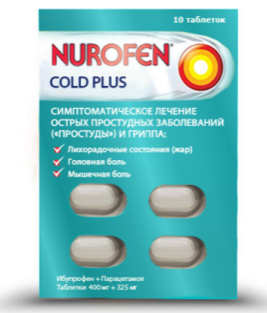 10 таблеток
NUROFEN
COLD PLUS
СИМПТОМАТИЧЕСКОЕ ЛЕЧЕНИЕ
ОСТРЫХ ПРОСТУДНЫХ ЗАБОЛЕВАНИЙ
(«ПРОСТУДЫ») И ГРИППА:
Лихорадочные состояния (жар)
Головная боль
Мышечная боль
Ибупрофен + Парацетамол
Таблетки 400 мг + 325 мг